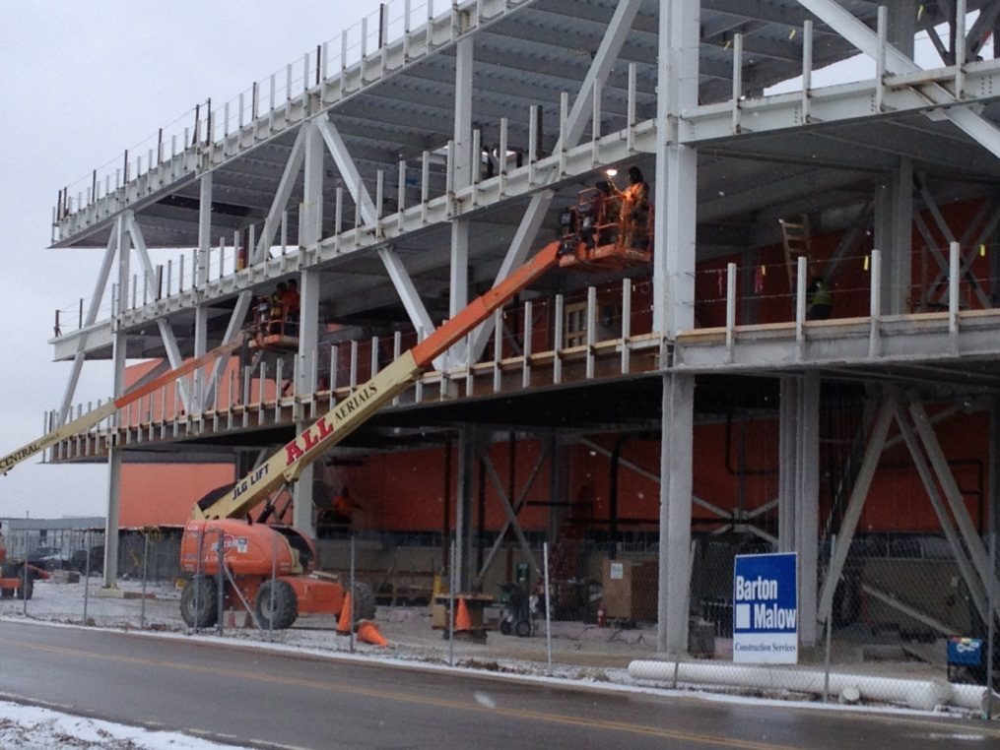 CENTRAL
ALL AERIALS
JLG LIFT
Barton
Malow
Construction Services